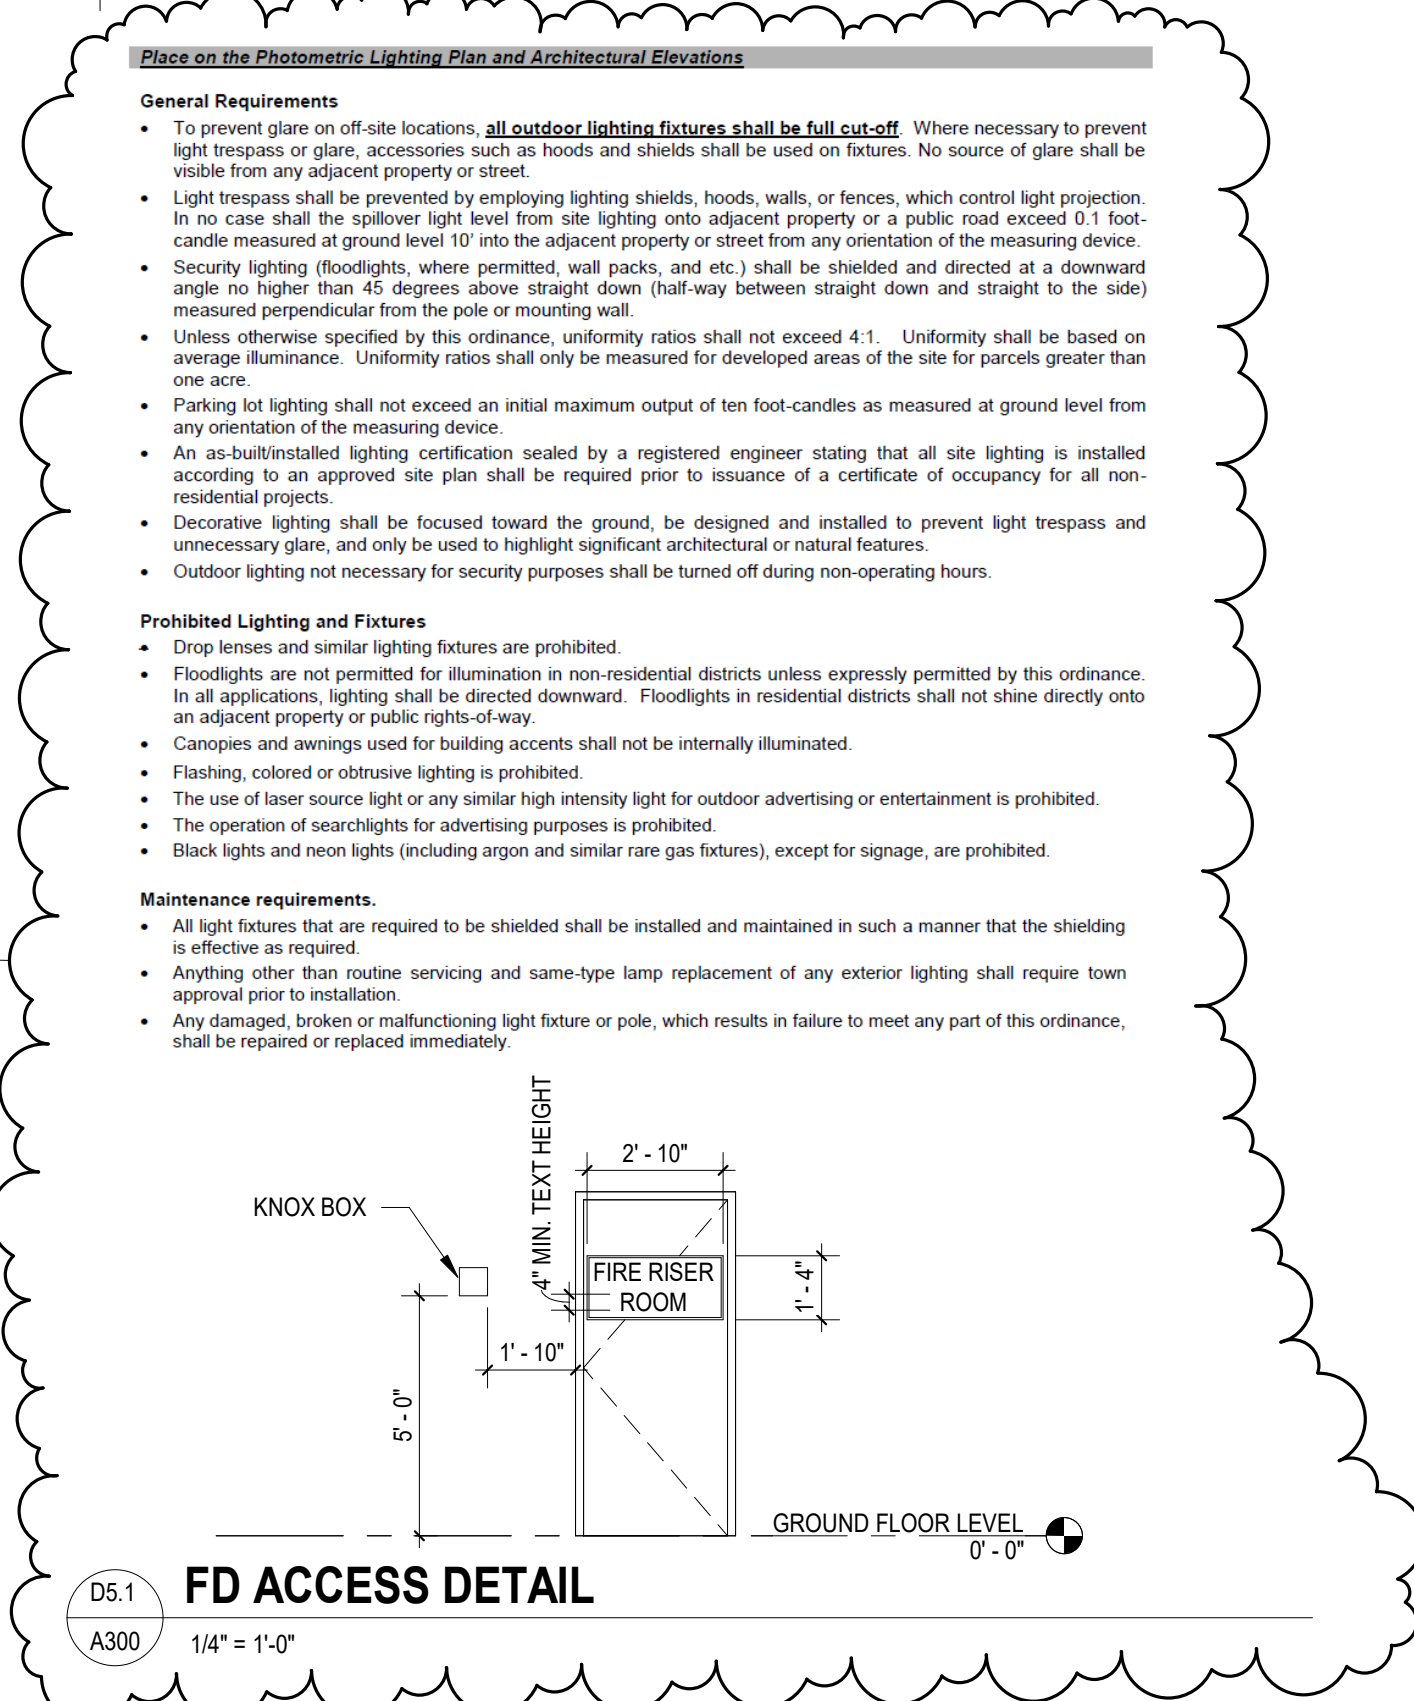 Place on the Photometric Lighting Plan and Architectural Elevations
General Requirements
• To prevent glare on off-site locations, all outdoor lighting fixtures shall be full cut-off. Where necessary to prevent
light trespass or glare, accessories such as hoods and shields shall be used on fixtures. No source of glare shall be
visible from any adjacent property or street.
• Light trespass shall be prevented by employing lighting shields, hoods, walls, or fences, which control light projection.
In no case shall the spillover light level from site lighting onto adjacent property or a public road exceed 0.1 foot-
candle measured at ground level 10' into the adjacent property or street from any orientation of the measuring device.
• Security lighting (floodlights, where permitted, wall packs, and etc.) shall be shielded and directed at a downward
angle no higher than 45 degrees above straight down (half-way between straight down and straight to the side)
measured perpendicular from the pole or mounting wall.
• Unless otherwise specified by this ordinance, uniformity ratios shall not exceed 4:1. Uniformity shall be based on
average illuminance. Uniformity ratios shall only be measured for developed areas of the site for parcels greater than
one acre.
• Parking lot lighting shall not exceed an initial maximum output of ten foot-candles as measured at ground level from
any orientation of the measuring device.
• An as-built/installed lighting certification sealed by a registered engineer stating that all site lighting is installed
according to an approved site plan shall be required prior to issuance of a certificate of occupancy for all non-
residential projects.
• Decorative lighting shall be focused toward the ground, be designed and installed to prevent light trespass and
unnecessary glare, and only be used to highlight significant architectural or natural features.
• Outdoor lighting not necessary for security purposes shall be turned off during non-operating hours.
Prohibited Lighting and Fixtures
• Drop lenses and similar lighting fixtures are prohibited.
• Floodlights are not permitted for illumination in non-residential districts unless expressly permitted by this ordinance.
In all applications, lighting shall be directed downward. Floodlights in residential districts shall not shine directly onto
an adjacent property or public rights-of-way.
• Canopies and awnings used for building accents shall not be internally illuminated.
• Flashing, colored or obtrusive lighting is prohibited.
• The use of laser source light or any similar high intensity light for outdoor advertising or entertainment is prohibited.
• The operation of searchlights for advertising purposes is prohibited.
• Black lights and neon lights (including argon and similar rare gas fixtures), except for signage, are prohibited.
Maintenance requirements.
• All light fixtures that are required to be shielded shall be installed and maintained in such a manner that the shielding
is effective as required.
• Anything other than routine servicing and same-type lamp replacement of any exterior lighting shall require town
approval prior to installation.
• Any damaged, broken or malfunctioning light fixture or pole, which results in failure to meet any part of this ordinance,
shall be repaired or replaced immediately.
4" MIN. TEXT HEIGHT
2' - 10"
KNOX BOX
FIRE RISER
ROOM
1' - 4"
1' - 10"
5' - 0"
GROUND FLOOR LEVEL
0' - 0"
D5.1
FD ACCESS DETAIL
A300
1/4" = 1'-0"